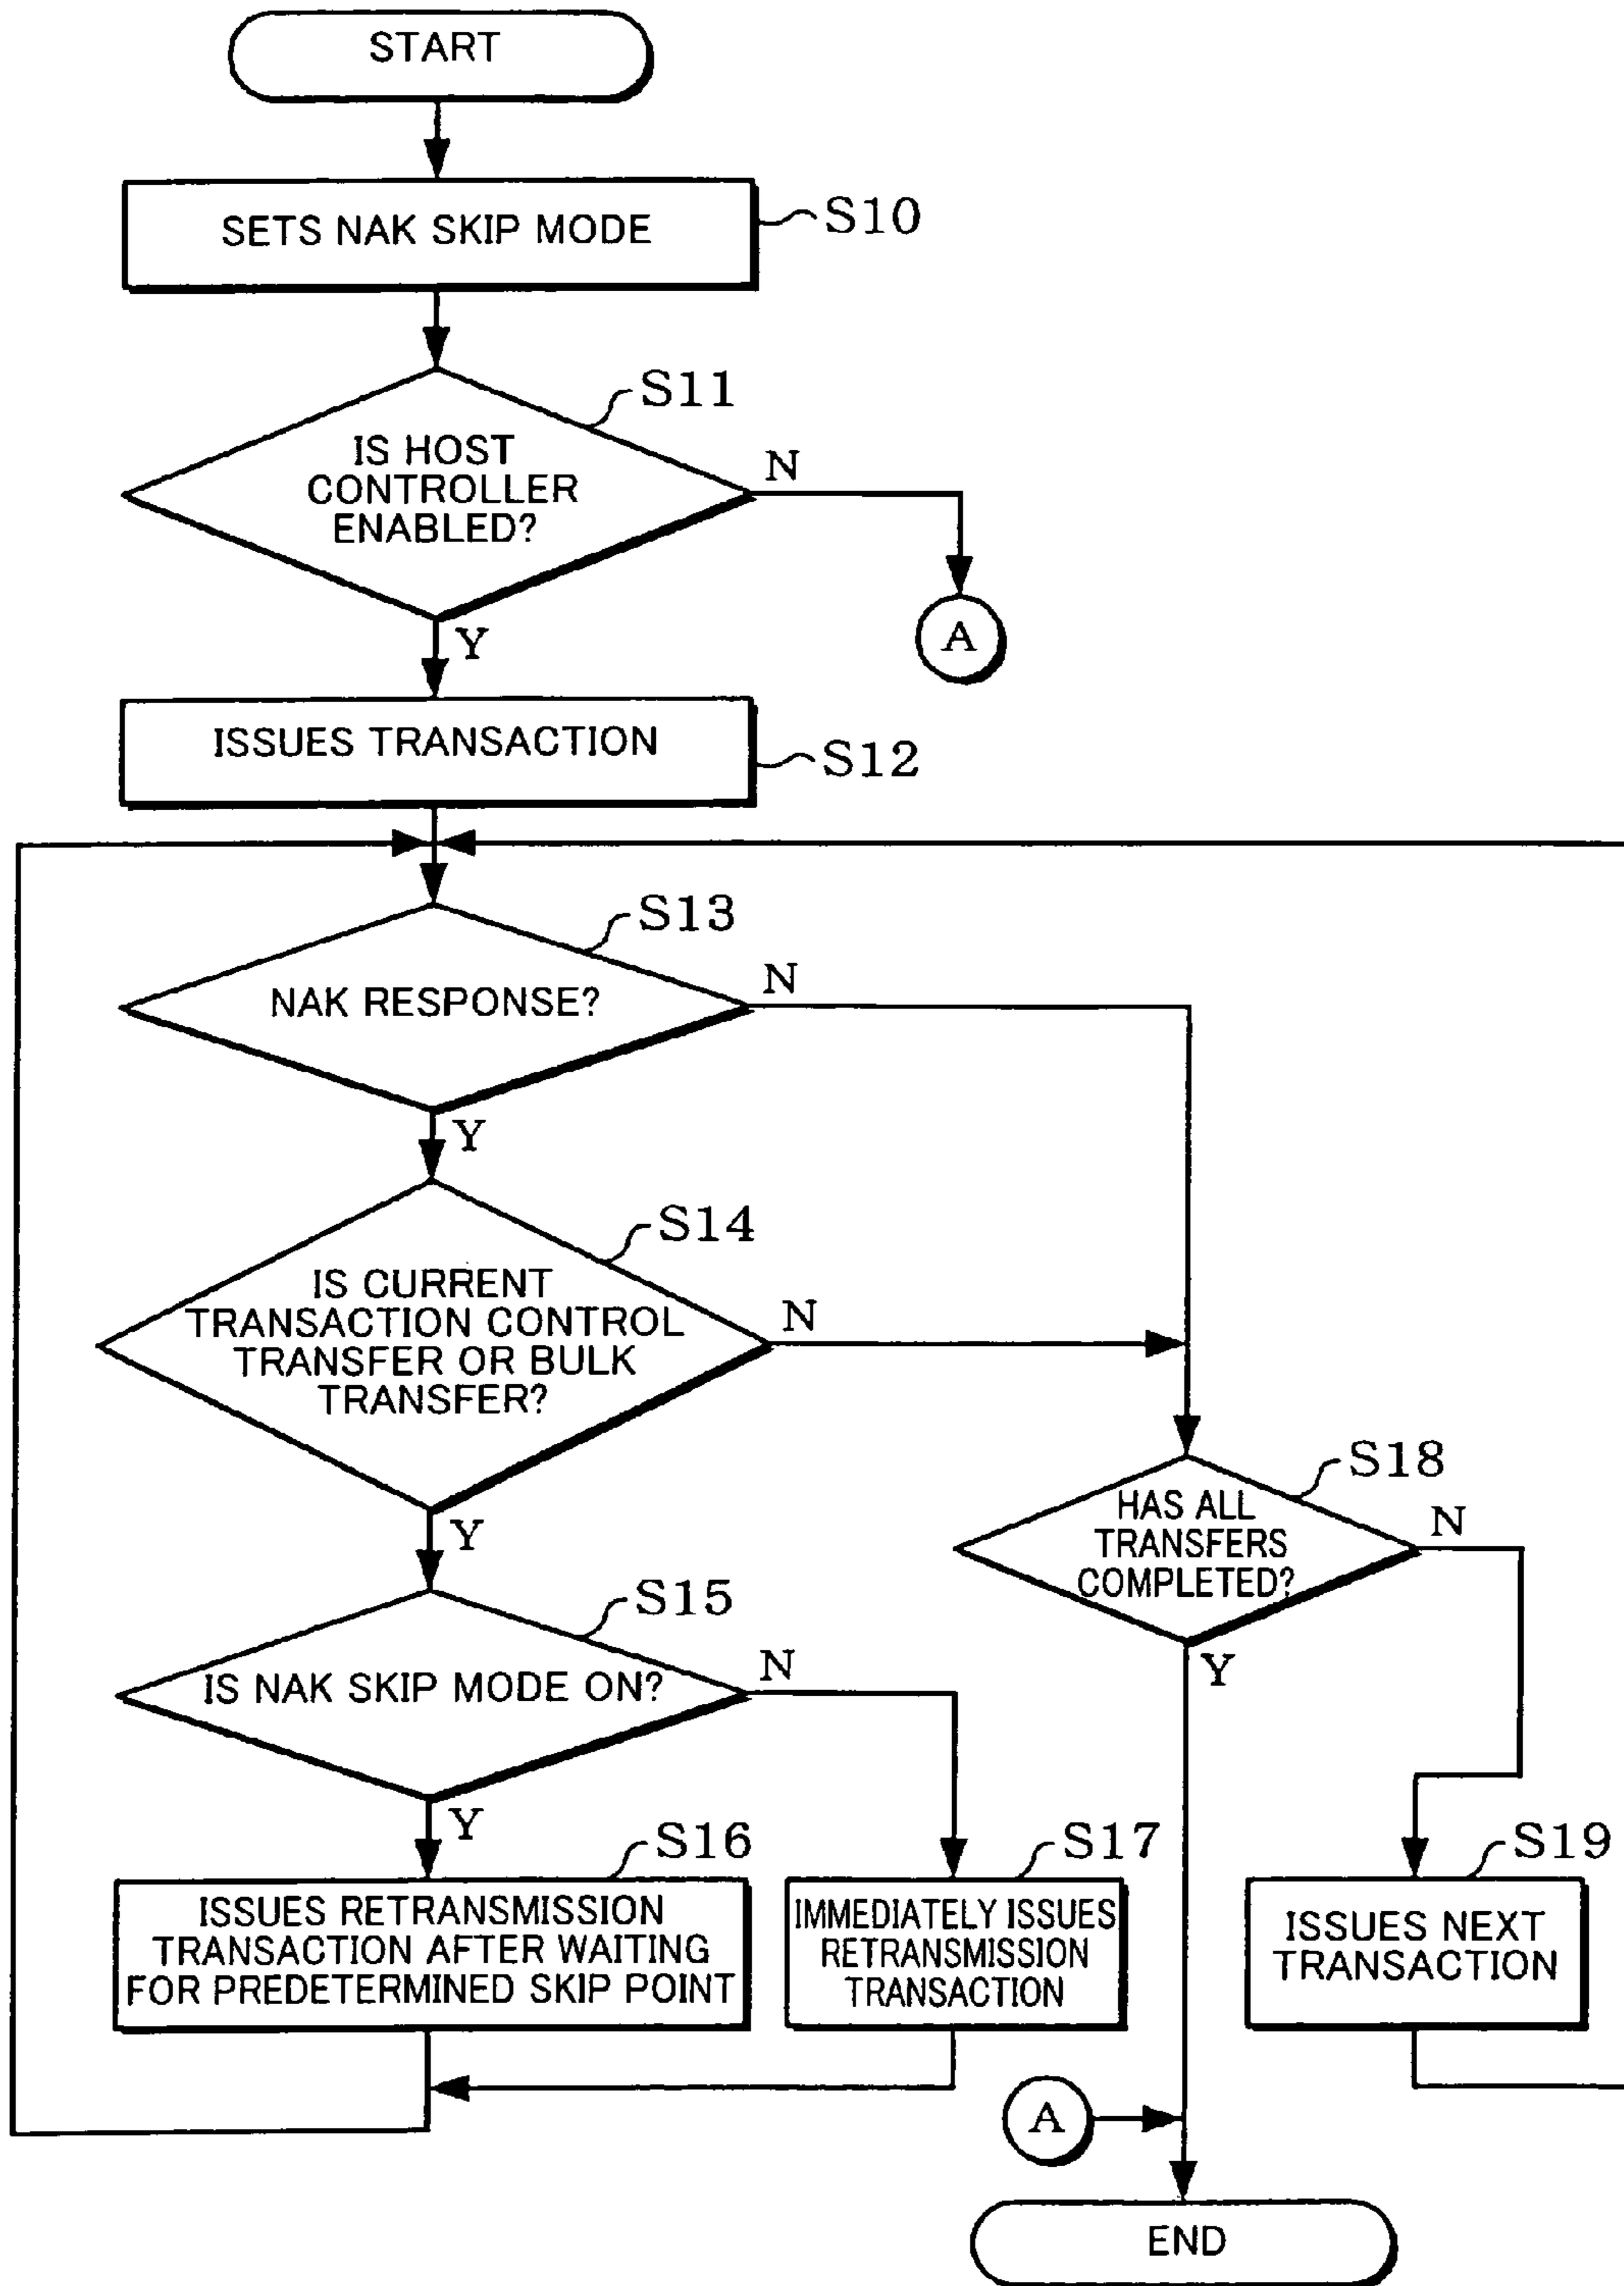 START
SETS NAK SKIP MODE
S10
S11
IS HOST
CONTROLLER
ENABLED?
N
A
Y
ISSUES TRANSACTION
S12
S13
NAK RESPONSE?
N
Y
S14
IS CURRENT
TRANSACTION CONTROL
TRANSFER OR BULK
TRANSFER?
N
Y
S18
HAS ALL
TRANSFERS
COMPLETED?
N
Y
S15
IS NAK SKIP MODE ON?
N
Y
S16
ISSUES RETRANSMISSION
TRANSACTION AFTER WAITING
FOR PREDETERMINED SKIP POINT
S17
IMMEDIATELY ISSUES
RETRANSMISSION
TRANSACTION
S19
ISSUES NEXT
TRANSACTION
A
END